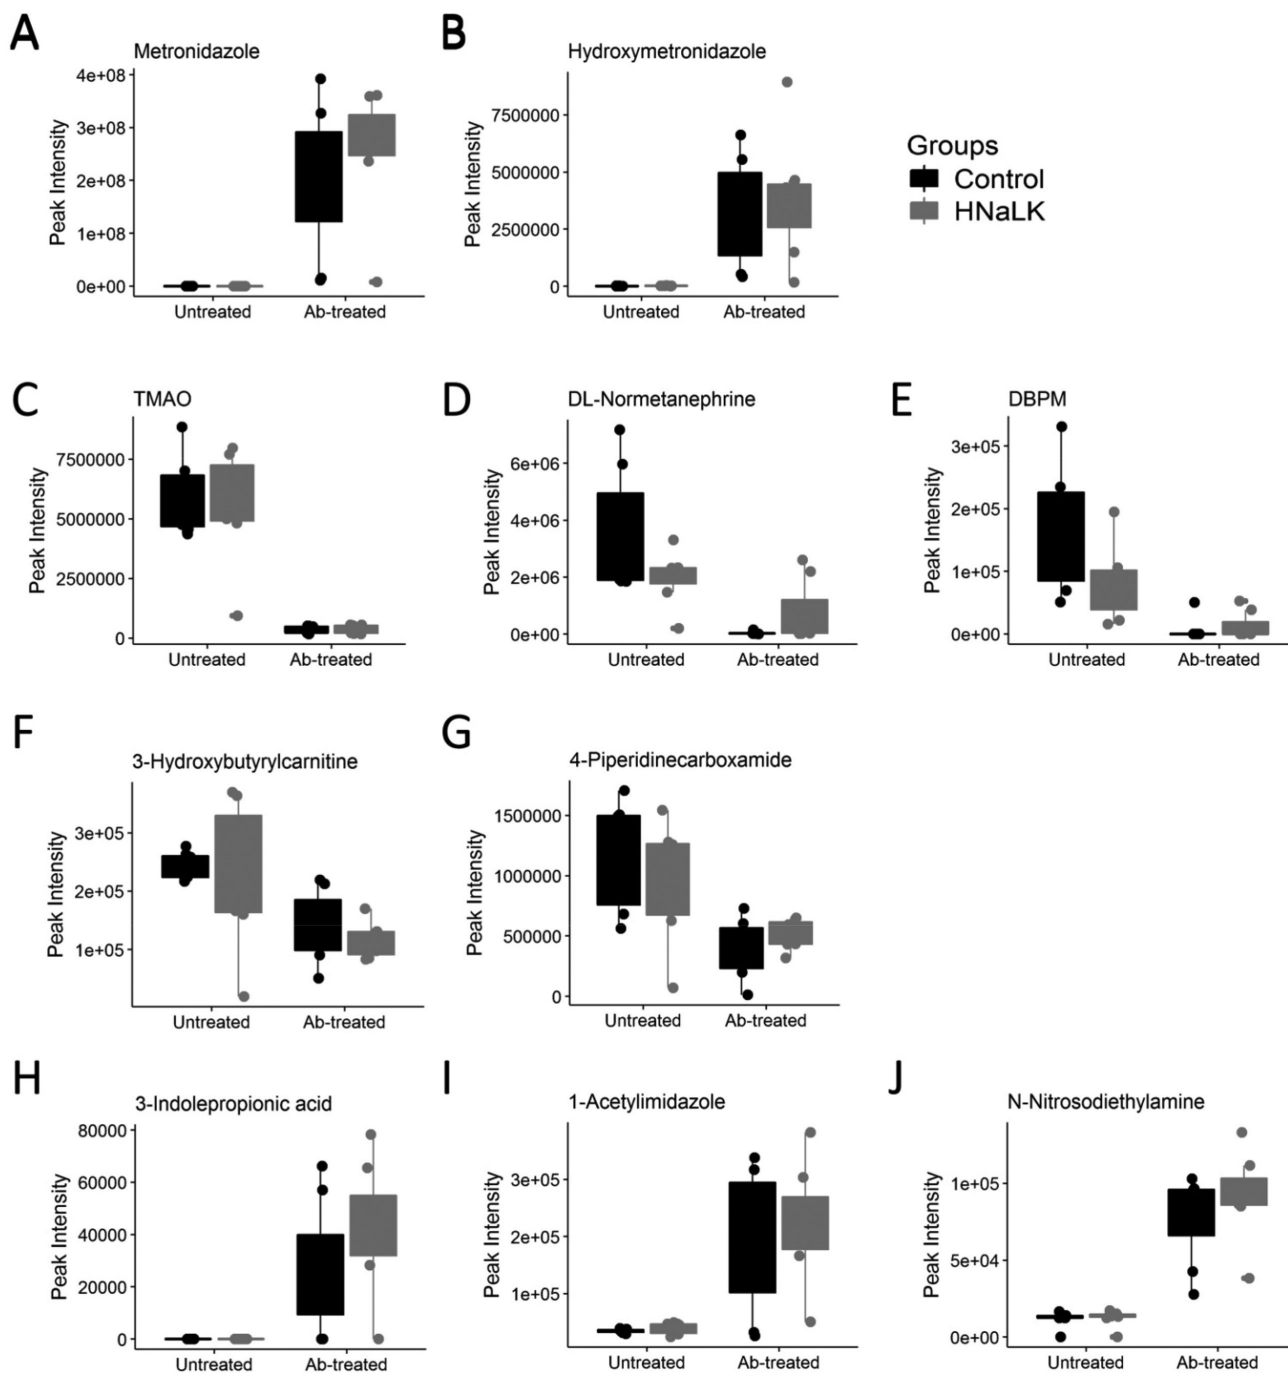 A
Metronidazole
Peak Intensity
4e+08
3e+08
2e+08
1e+08
0e+00
Untreated
Ab-treated
B
Hydroxymetronidazole
Peak Intensity
7500000
5000000
2500000
0
Untreated
Ab-treated
Groups
Control
HNaLK
C
TMAO
Peak Intensity
7500000
5000000
2500000
0
Untreated
Ab-treated
D
DL-Normetanephrine
Peak Intensity
6e+06
4e+06
2e+06
0e+00
Untreated
Ab-treated
E
DBPM
Peak Intensity
3e+05
2e+05
1e+05
0e+00
Untreated
Ab-treated
F
3-Hydroxybutyrylcarnitine
Peak Intensity
3e+05
2e+05
1e+05
Untreated
Ab-treated
G
4-Piperidinecarboxamide
Peak Intensity
1500000
1000000
500000
0
Untreated
Ab-treated
H
3-Indolepropionic acid
Peak Intensity
80000
60000
40000
20000
0
Untreated
Ab-treated
I
1-Acetylimidazole
Peak Intensity
3e+05
2e+05
1e+05
Untreated
Ab-treated
J
N-Nitrosodiethylamine
Peak Intensity
1e+05
5e+04
0e+00
Untreated
Ab-treated